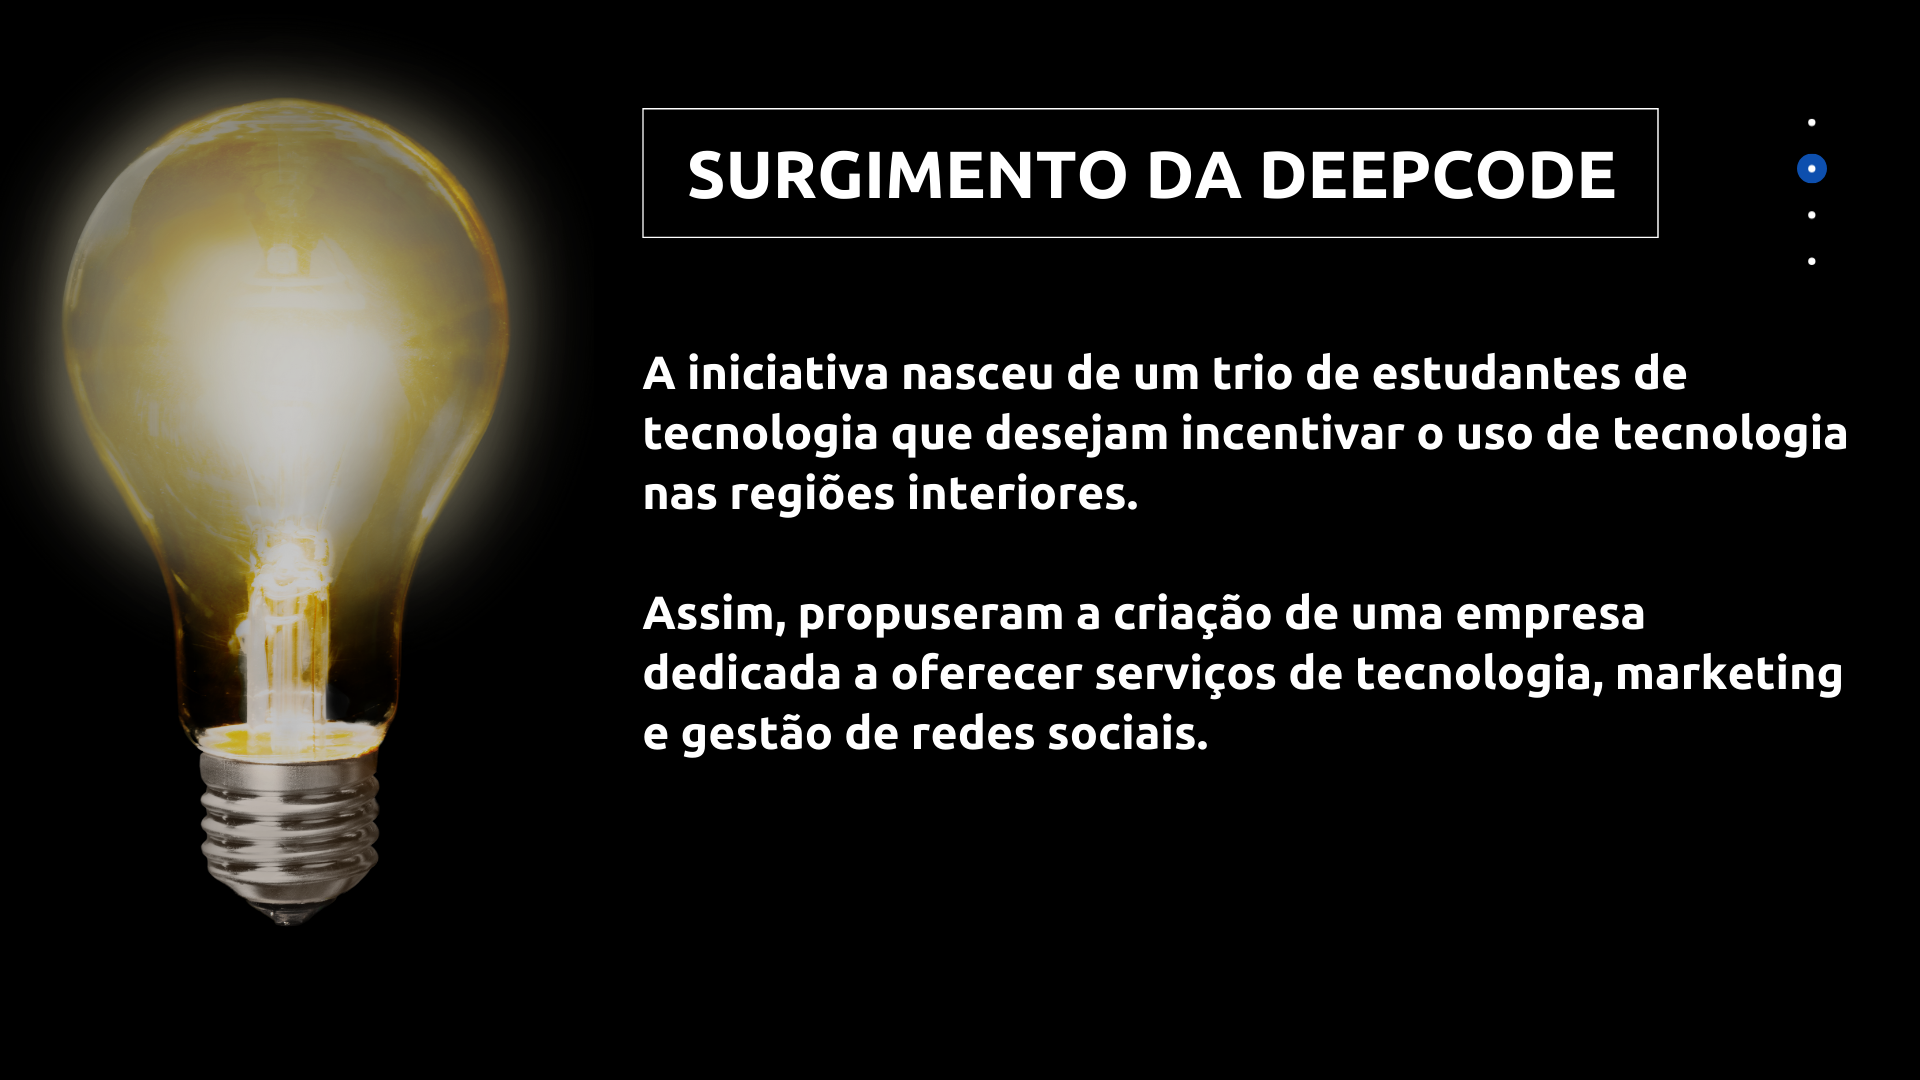 SURGIMENTO DA DEEPCODE
A iniciativa nasceu de um trio de estudantes de
tecnologia que desejam incentivar o uso de tecnologia
nas regiões interiores.
Assim, propuseram a criação de uma empresa
dedicada a oferecer serviços de tecnologia, marketing
e gestão de redes sociais.